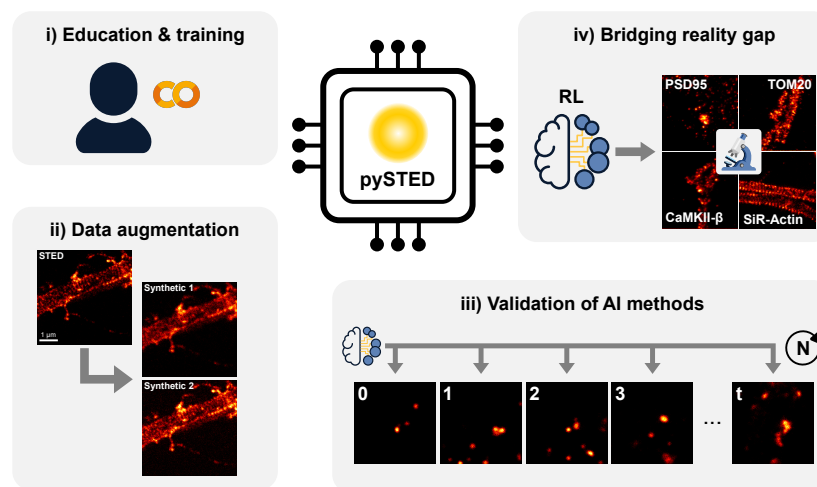 i) Education & training
pySTED
iv) Bridging reality gap
RL
PSD95
TOM20
CaMKII-β
SiR-Actin
ii) Data augmentation
STED
1 µm
Synthetic 1
Synthetic 2
iii) Validation of AI methods
N
0
1
2
3
...
t